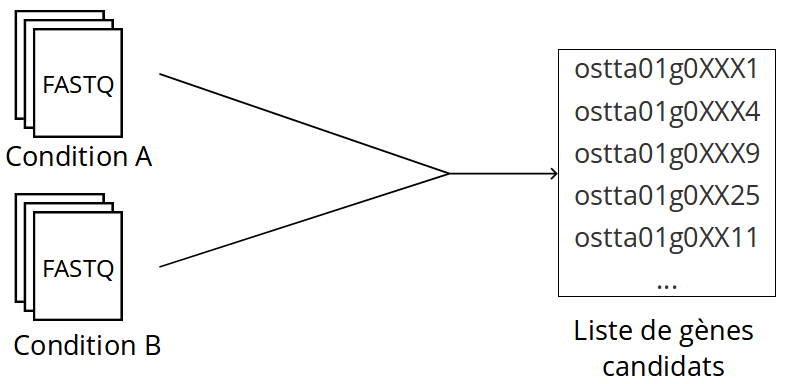 FASTQ
Condition A
FASTQ
Condition B
ostta01g0XXX1
ostta01g0XXX4
ostta01g0XXX9
ostta01g0XX25
ostta01g0XX11
...
Liste de gènes
candidats